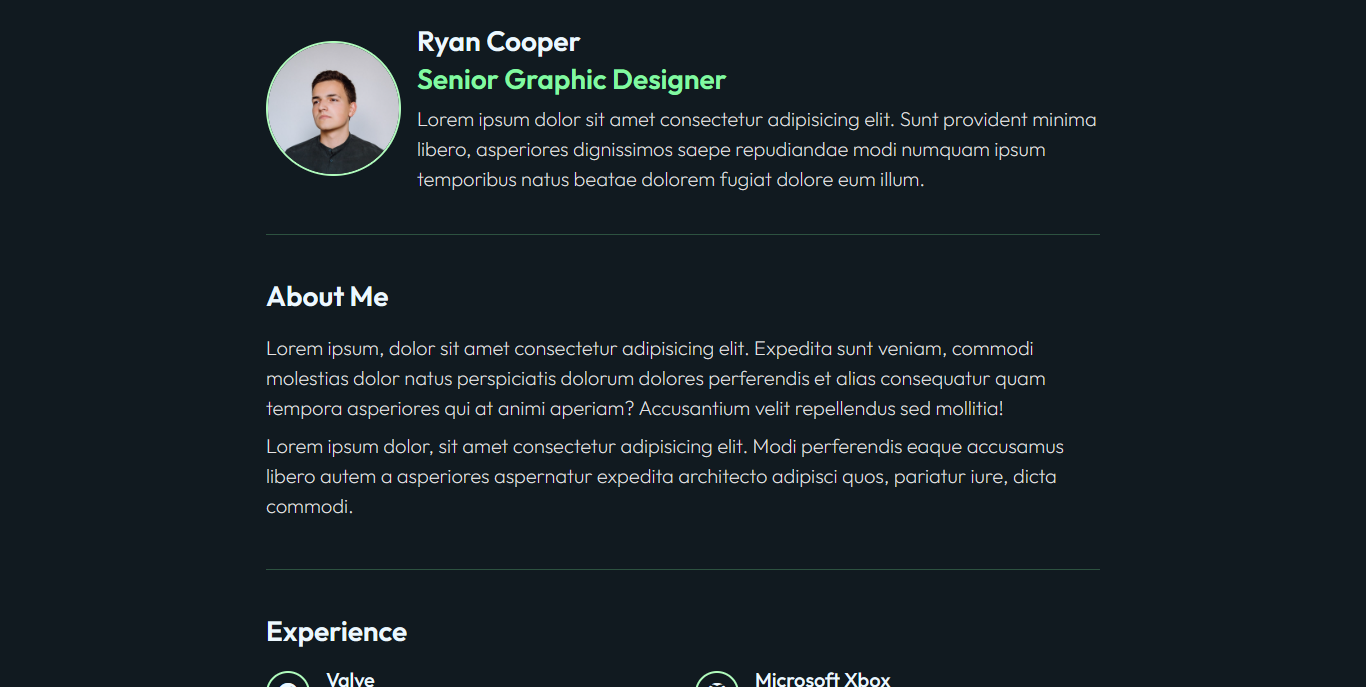 Ryan Cooper
Senior Graphic Designer
Lorem ipsum dolor sit amet consectetur adipisicing elit. Sunt provident minima
libero, asperiores dignissimos saepe repudiandae modi numquam ipsum
temporibus natus beatae dolorem fugiat dolore eum illum.
About Me
Lorem ipsum, dolor sit amet consectetur adipisicing elit. Expedita sunt veniam, commodi
molestias dolor natus perspiciatis dolorum dolores perferendis et alias consequatur quam
tempora asperiores qui at animi aperiam? Accusantium velit repellendus sed mollitia!
Lorem ipsum dolor, sit amet consectetur adipisicing elit. Modi perferendis eaque accusamus
libero autem a asperiores aspernatur expedita architecto adipisci quos, pariatur iure, dicta
commodi.
Experience
Valve
Microsoft Xbox